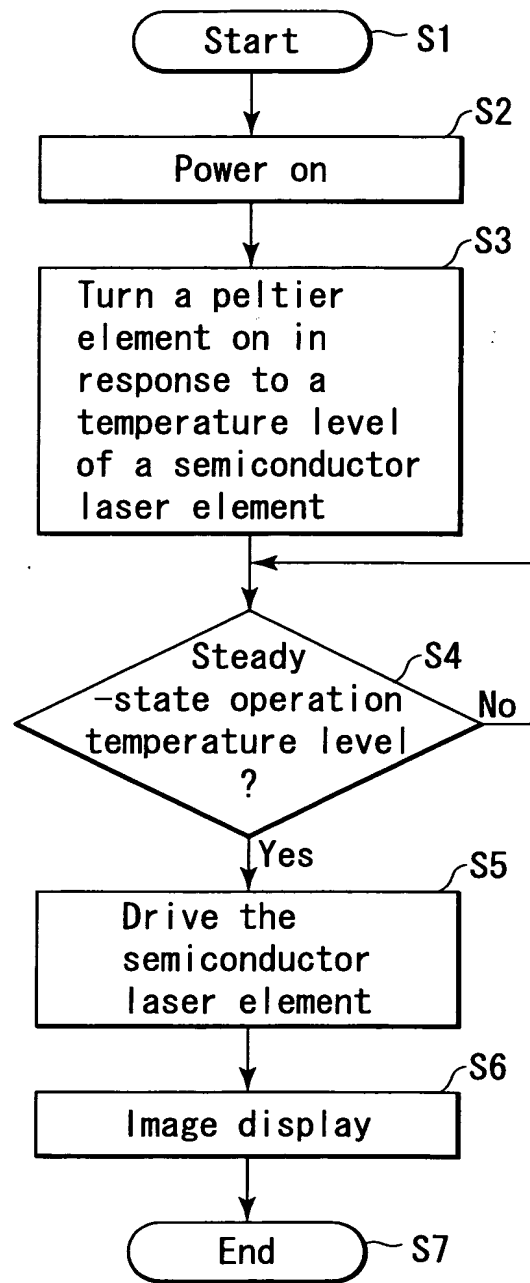 Start
S1
S2
Power on
S3
Turn a peltier
element on in
response to a
temperature level
of a semiconductor
laser element
S4
Steady
-state operation
temperature level
?
No
Yes
S5
Drive the
semiconductor
laser element
S6
Image display
End
S7